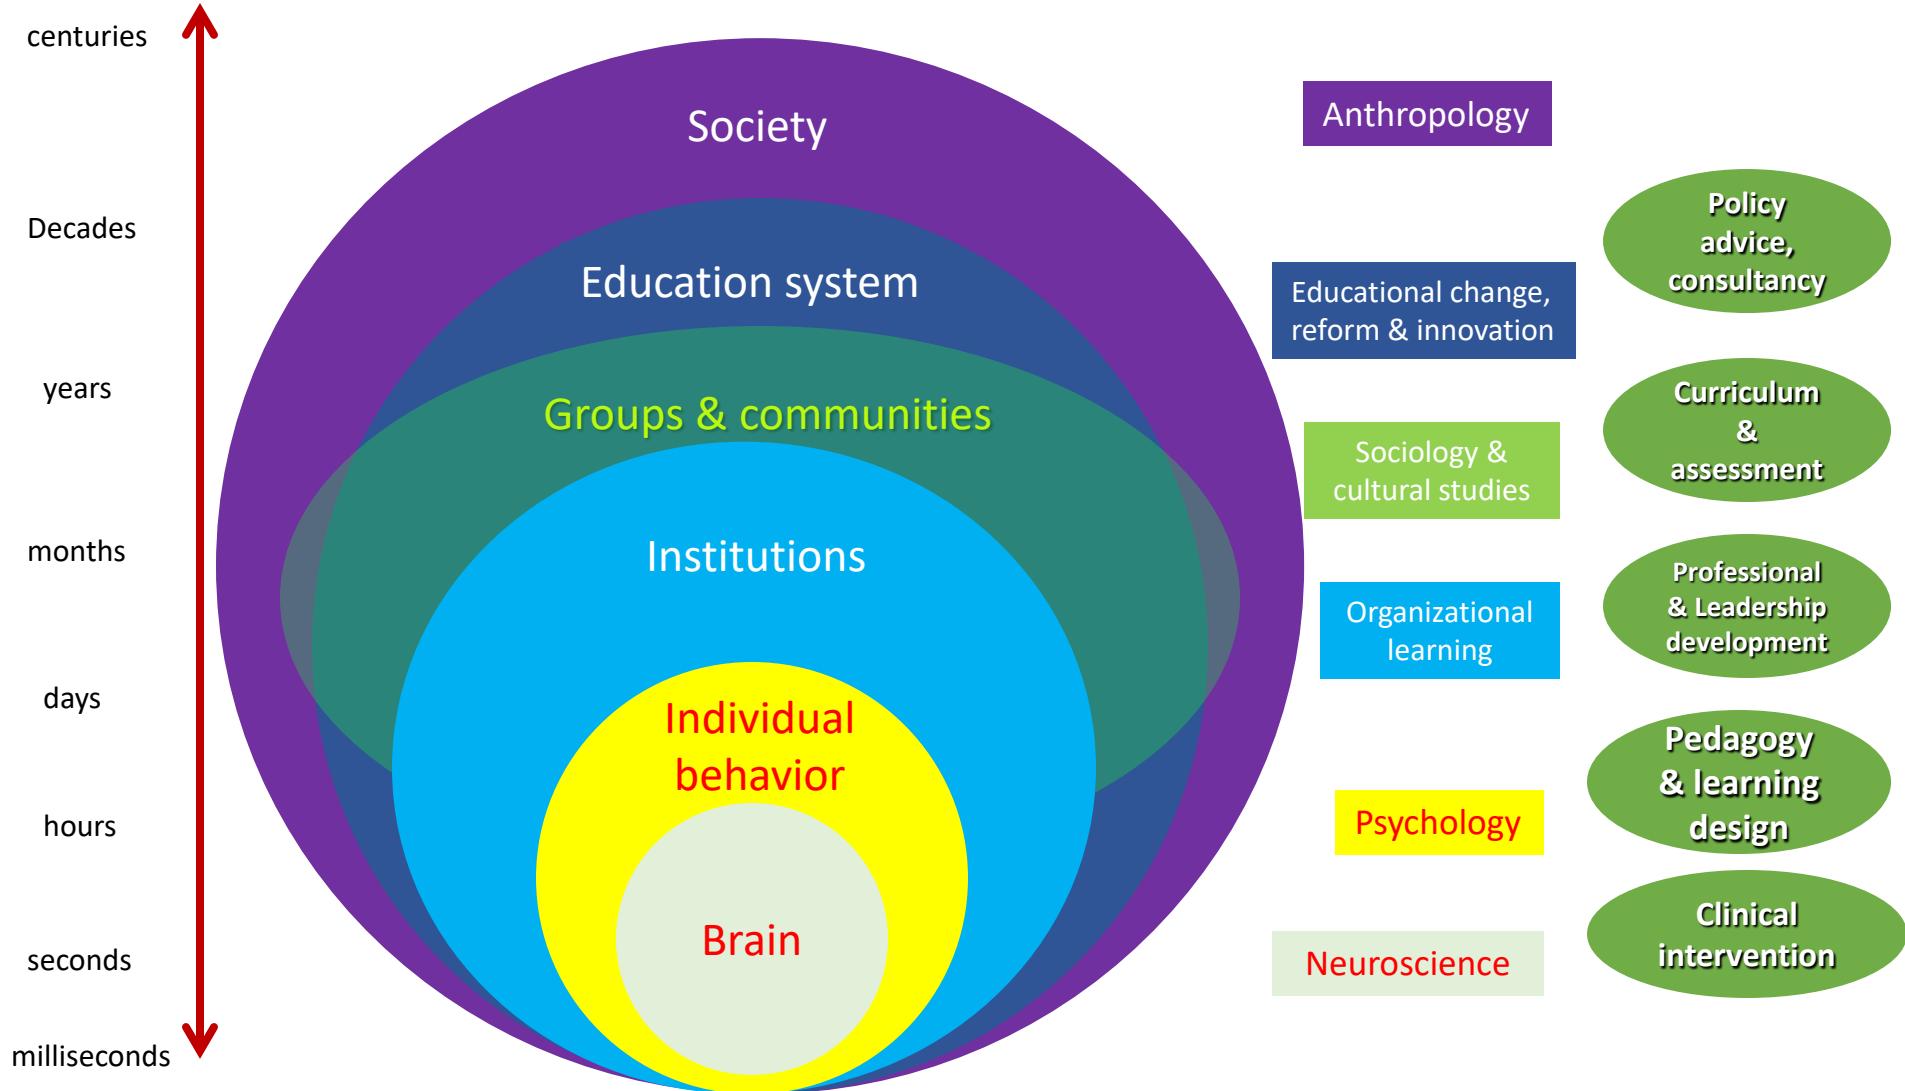 centuries
Decades
years
months
days
hours
seconds
milliseconds
Society
Education system
Groups & communities
Institutions
Individual
behavior
Brain
Anthropology
Educational change,
reform & innovation
Sociology &
cultural studies
Organizational
learning
Psychology
Neuroscience
Policy
advice,
consultancy
Curriculum
&
assessment
Professional
& Leadership
development
Pedagogy
& learning
design
Clinical
intervention